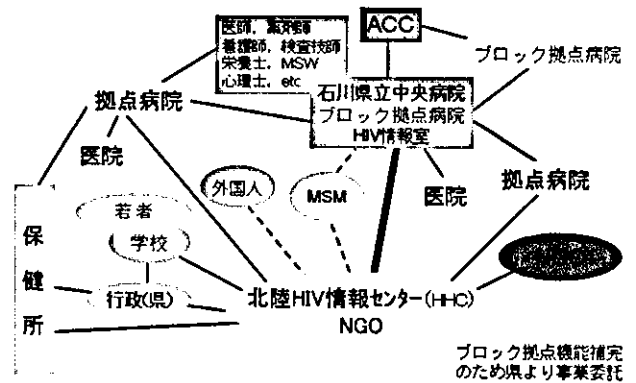 医師，薬剤師
看護師，検査技師
栄養士，MSW
心理士，etc
ACC
ブロック拠点病院
石川県立中央病院
ブロック拠点病院
HIV情報室
拠点病院
医院
外国人
MSM
医院
拠点病院
若者
学校
行政(県)
保健所
北陸HIV情報センター(HHC)
NGO
ブロック拠点機能補完
のため県より事業委託